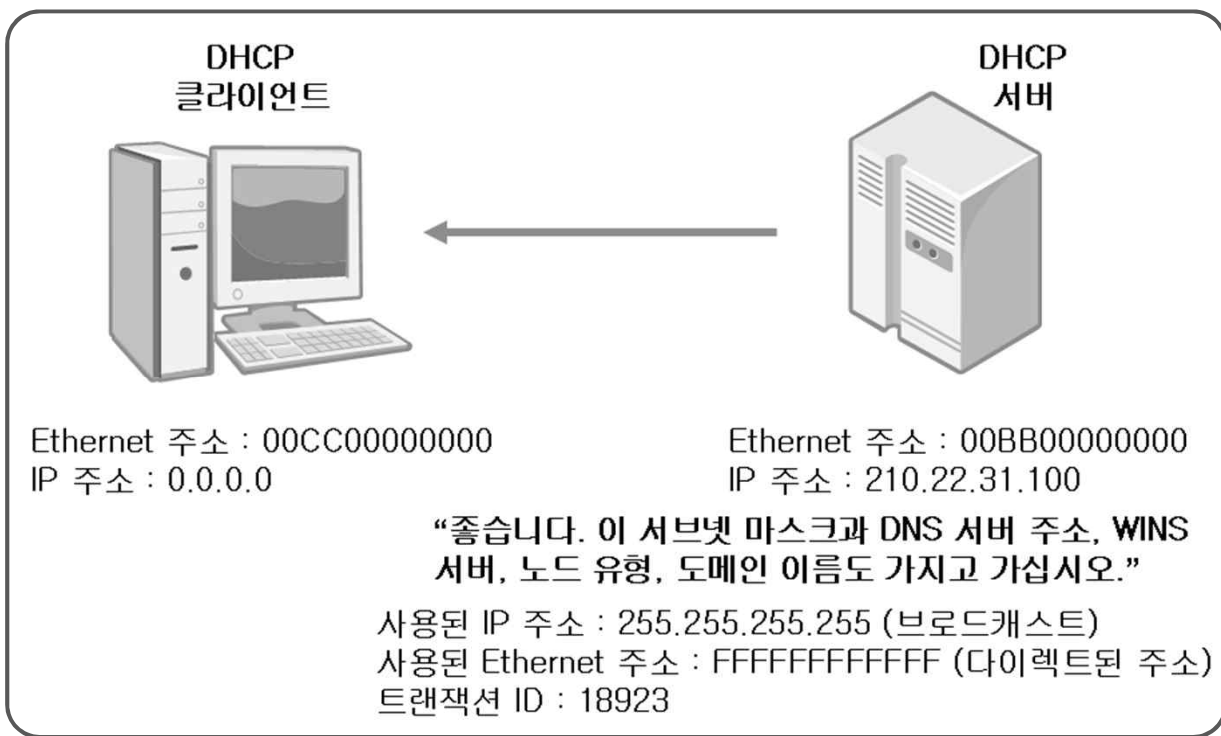 DHCP
클라이언트
DHCP
서버
Ethernet 주소 : 00CC00000000
IP 주소 : 0.0.0.0
Ethernet 주소 : 00BB00000000
IP 주소 : 210.22.31.100
“좋습니다. 이 서브넷 마스크과 DNS 서버 주소, WINS
서버, 노드 유형, 도메인 이름도 가지고 가십시오.”
사용된 IP 주소 : 255.255.255.255 (브로드캐스트)
사용된 Ethernet 주소 : FFFFFFFFFFFF (다이렉트된 주소)
트랜잭션 ID : 18923